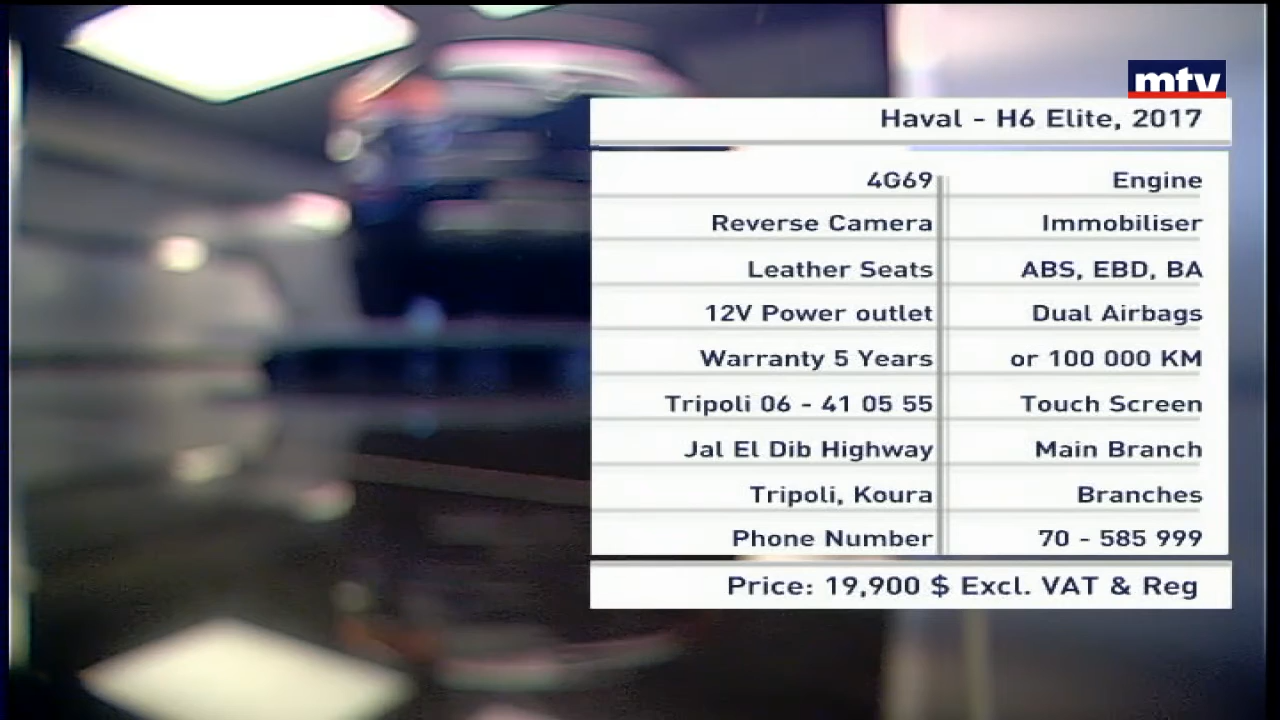 mtv
Haval - H6 Elite, 2017
4G69 Engine
Reverse Camera Immobiliser
Leather Seats ABS, EBD, BA
12V Power outlet Dual Airbags
Warranty 5 Years or 100 000 KM
Tripoli 06 - 41 05 55 Touch Screen
Jal El Dib Highway Main Branch
Tripoli, Koura Branches
Phone Number 70 - 585 999
Price: 19,900 $ Excl. VAT & Reg